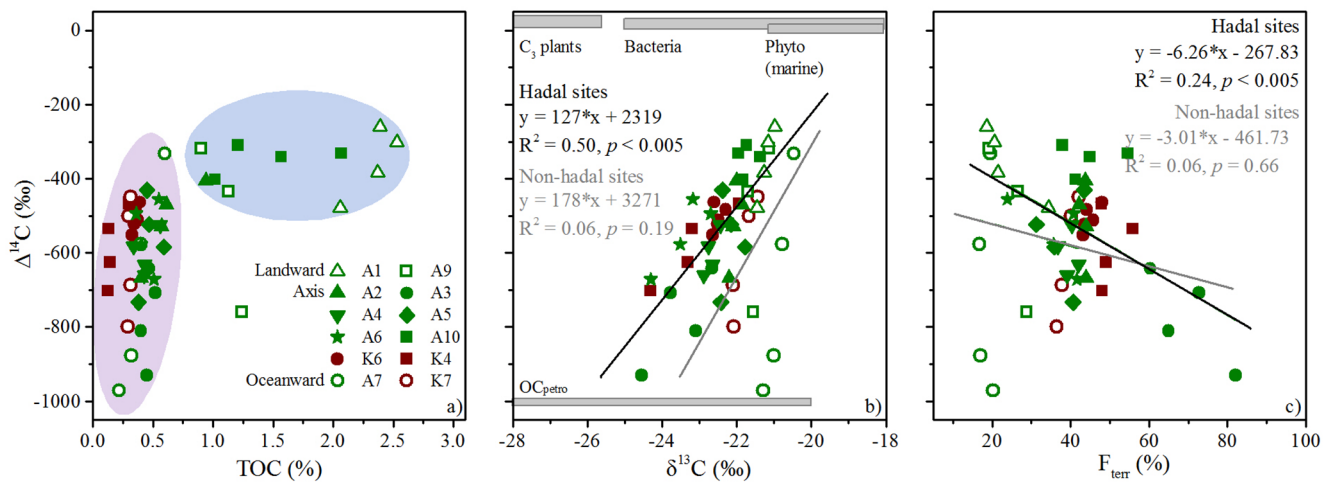 0
-200
-400
-600
-800
-1000
Δ¹⁴C (‰)
0.0 0.5 1.0 1.5 2.0 2.5 3.0
TOC (%)
Landward A1 A9
Axis A2 A3
A4 A5
A6 A10
K6 K4
Oceanward A7 K7
a)
C₃ plants
Bacteria
Phyto
(marine)
Hadal sites
y = 127*x + 2319
R² = 0.50, p < 0.005
Non-hadal sites
y = 178*x + 3271
R² = 0.06, p = 0.19
OCpetro
b)
-28 -26 -24 -22 -20 -18
δ¹³C (‰)
Hadal sites
y = -6.26*x - 267.83
R² = 0.24, p < 0.005
Non-hadal sites
y = -3.01*x - 461.73
R² = 0.06, p = 0.66
c)
20 40 60 80 100
Fterr (%)